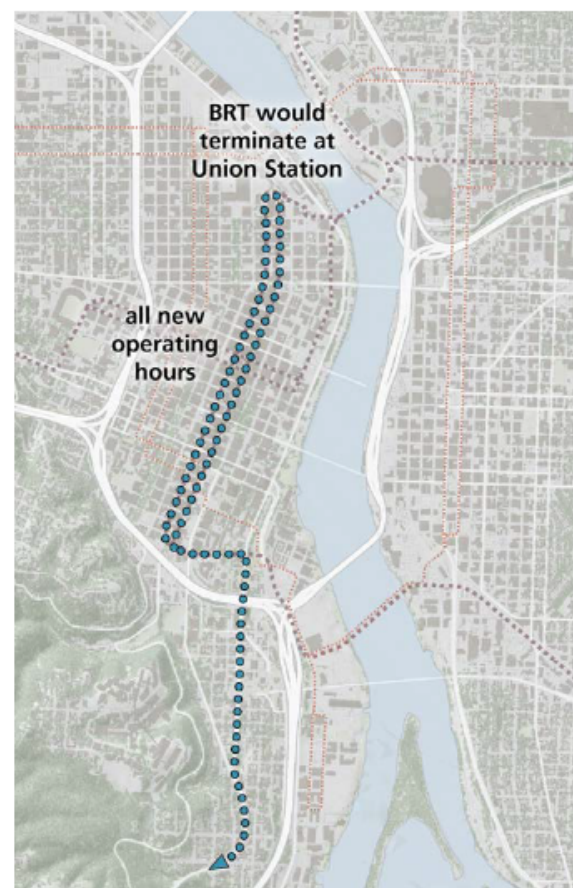 BRT would
terminate at
Union Station
all new
operating
hours